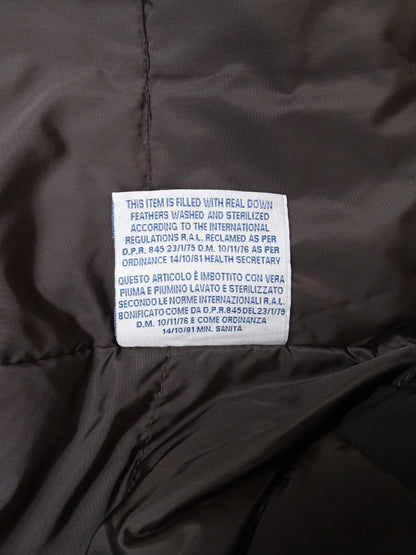 THIS ITEM IS FILLED WITH REAL DOWN
FEATHERS WASHED AND STERILIZED
ACCORDING TO THE INTERNATIONAL
REGULATIONS R.A.L. RECLAMED AS PER
D.P.R. 845 23/1/75 D.M. 10/11/76 AS PER
ORDINANCE 14/10/81 HEALTH SECRETARY
QUESTO ARTICOLO È IMBOTTITO CON VERA
PIUMA E PIUMINO LAVATO E STERILIZZATO
SECONDO LE NORME INTERNAZIONALI R.A.L.
BONIFICATO COME DA D.P.R. 845 DEL 23/1/75
D.M. 10/11/76 E COME ORDINANZA
14/10/81 MIN. SANITÁ